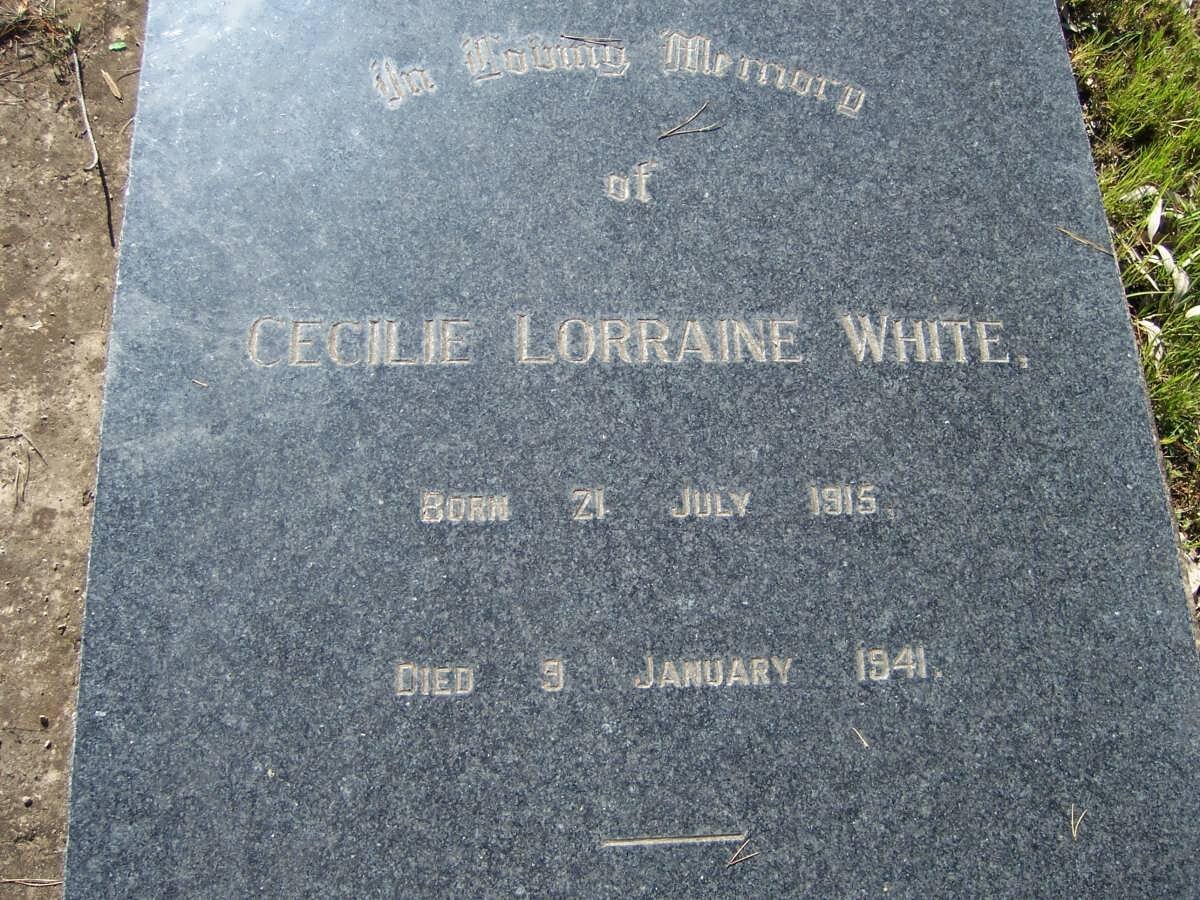 In Loving Memory
of
CECILIE LORRAINE WHITE,
BORN 21 JULY 1915,
DIED 9 JANUARY 1941.